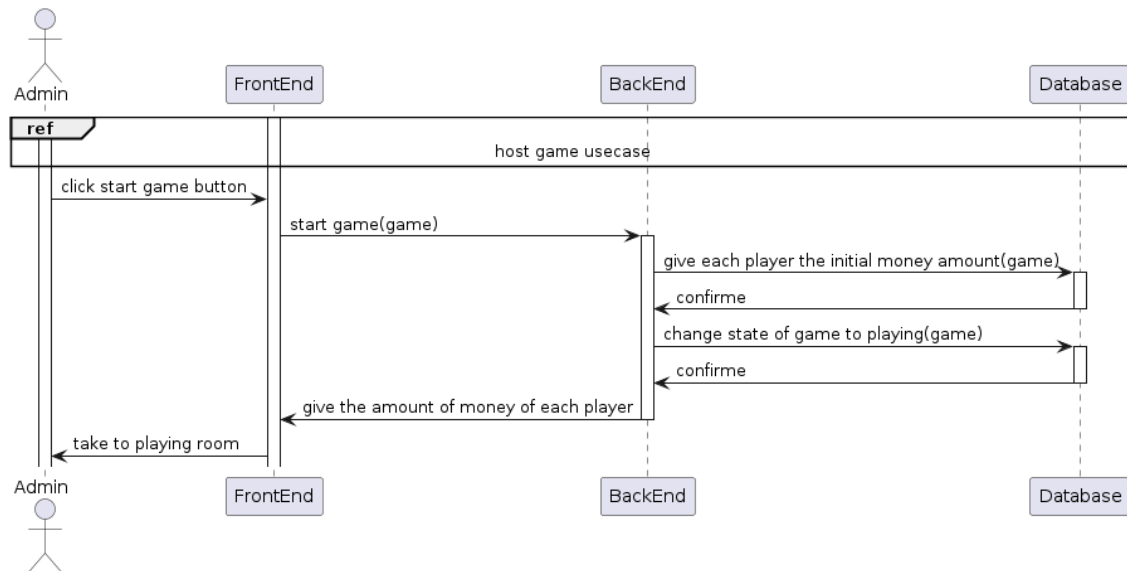 Admin
FrontEnd
BackEnd
Database
ref
host game usecase
click start game button
start game(game)
give each player the initial money amount(game)
confirme
change state of game to playing(game)
confirme
give the amount of money of each player
take to playing room
Admin
FrontEnd
BackEnd
Database